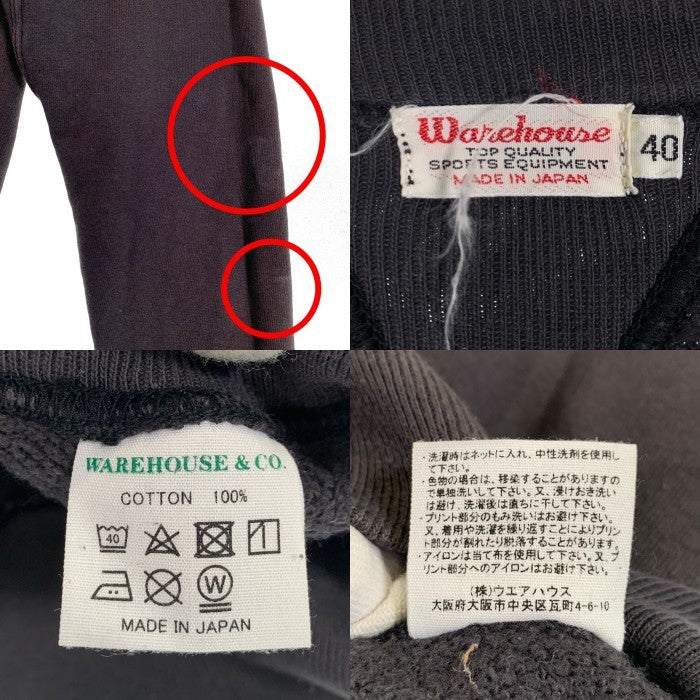 Warehouse
TOP QUALITY
SPORTS EQUIPMENT
MADE IN JAPAN
40
WAREHOUSE & CO.
COTTON 100%
40
W
MADE IN JAPAN
・洗濯時はネットに入れ、中性洗剤を使用
して下さい。
・色物の場合は、移染することがありますの
で単独洗いして下さい。又、浸けおき洗い
は避け、洗濯後は直ちに干して下さい。
・プリント部分のもみ洗いはお避け下さい。
又、着用や洗濯を繰り返すことによりプリ
ント部分が割れたり脱落することがあります。
・アイロンは当て布を使用して下さい。又、プ
リント部分へのアイロンはお避け下さい。
(株)ウエアハウス
大阪府大阪市中央区瓦町4-6-10